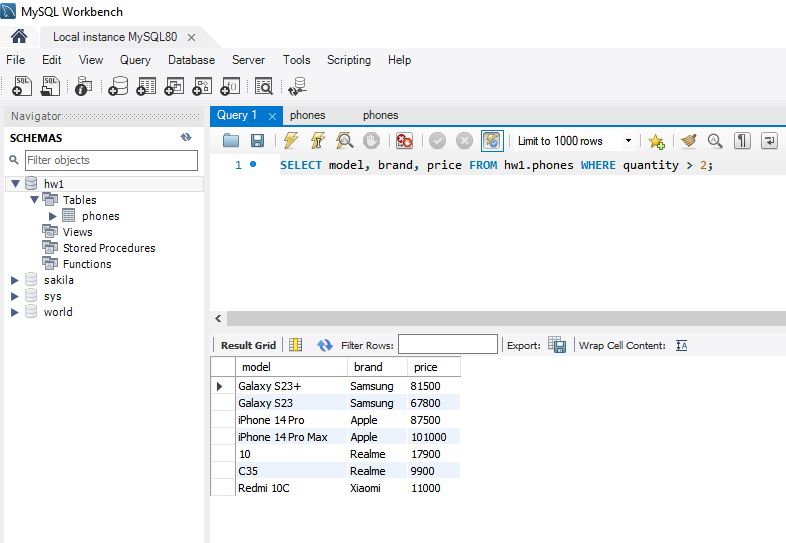 MySQL Workbench
Local instance MySQL80 ×
File Edit View Query Database Server Tools Scripting Help
Navigator
SCHEMAS
Filter objects
hw1
Tables
phones
Views
Stored Procedures
Functions
sakila
sys
world
Query 1 × phones phones
Limit to 1000 rows
1 SELECT model, brand, price FROM hw1.phones WHERE quantity > 2;
Result Grid Filter Rows: Export: Wrap Cell Content:
model brand price
Galaxy S23+ Samsung 81500
Galaxy S23 Samsung 67800
iPhone 14 Pro Apple 87500
iPhone 14 Pro Max Apple 101000
10 Realme 17900
C35 Realme 9900
Redmi 10C Xiaomi 11000